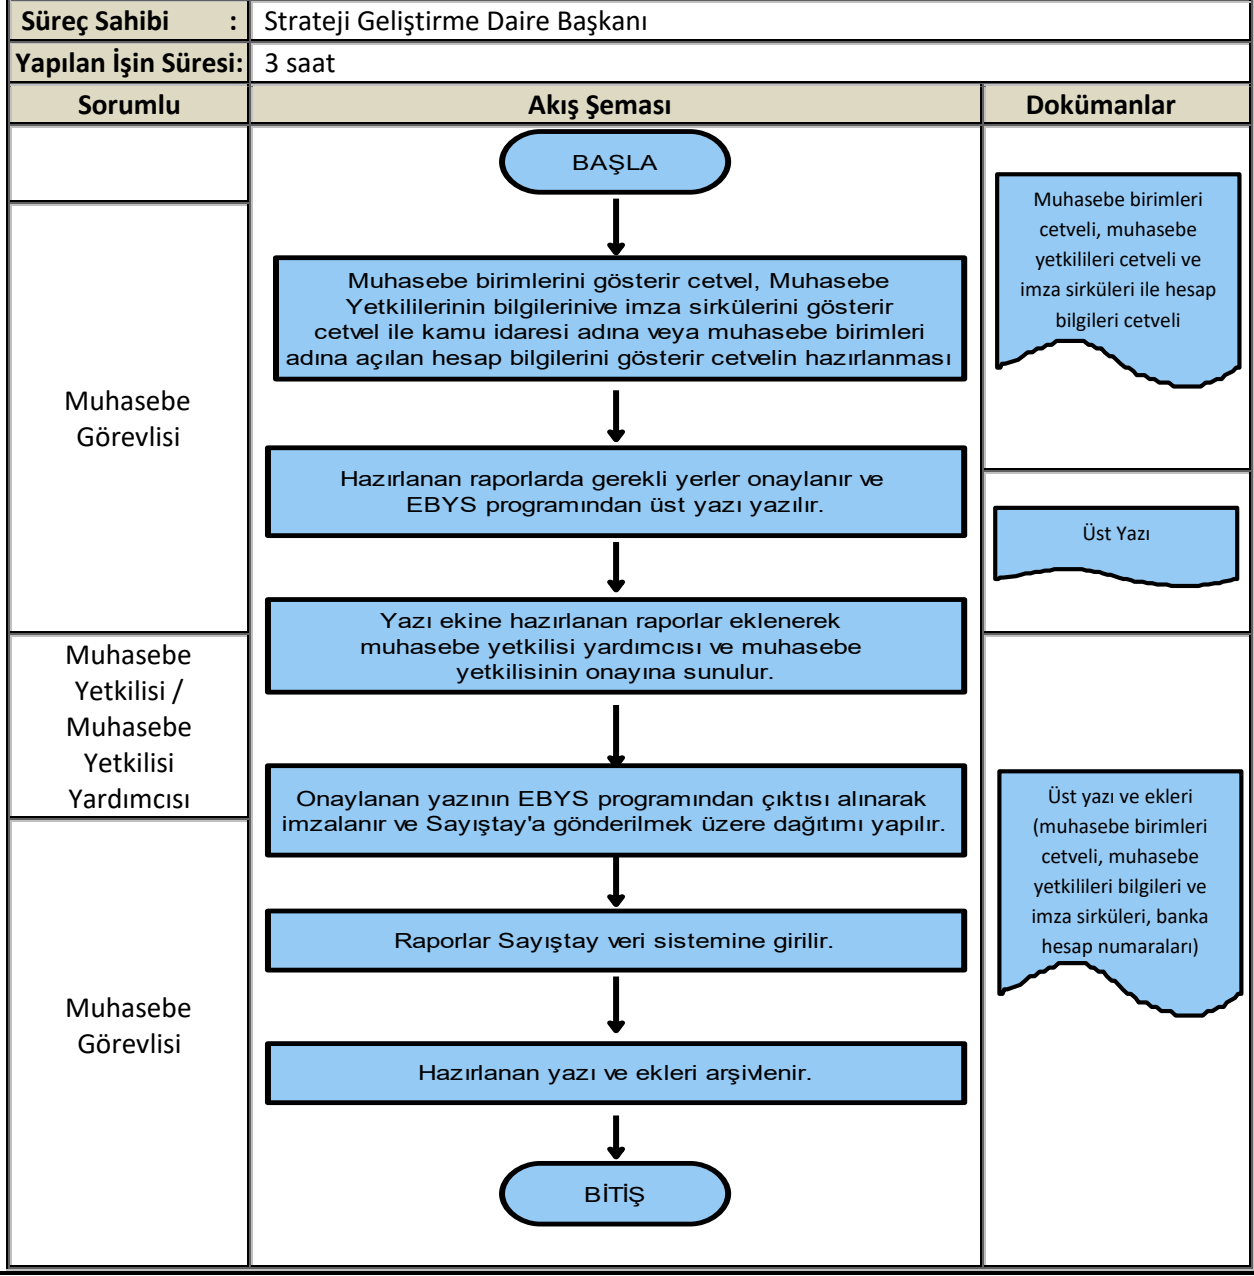 Süreç Sahibi : Strateji Geliştirme Daire Başkanı
Yapılan İşin Süresi: 3 saat
Sorumlu Akış Şeması Dokümanlar
BAŞLA
Muhasebe birimlerini gösterir cetvel, Muhasebe
Yetkililerinin bilgilerinive imza sirkülerini gösterir
cetvel ile kamu idaresi adına veya muhasebe birimleri
adına açılan hesap bilgilerini gösterir cetvelin hazırlanması
Muhasebe birimleri
cetveli, muhasebe
yetkilileri cetveli ve
imza sirküleri ile hesap
bilgileri cetveli
Muhasebe
Görevlisi
Hazırlanan raporlarda gerekli yerler onaylanır ve
EBYS programından üst yazı yazılır.
Üst Yazı
Yazı ekine hazırlanan raporlar eklenerek
muhasebe yetkilisi yardımcısı ve muhasebe
yetkilisinin onayına sunulur.
Muhasebe
Yetkilisi /
Muhasebe
Yetkilisi
Yardımcısı
Onaylanan yazının EBYS programından çıktısı alınarak
imzalanır ve Sayıştay'a gönderilmek üzere dağıtımı yapılır.
Üst yazı ve ekleri
(muhasebe birimleri
cetveli, muhasebe
yetkilileri bilgileri ve
imza sirküleri, banka
hesap numaraları)
Raporlar Sayıştay veri sistemine girilir.
Muhasebe
Görevlisi
Hazırlanan yazı ve ekleri arşivlenir.
BİTİŞ